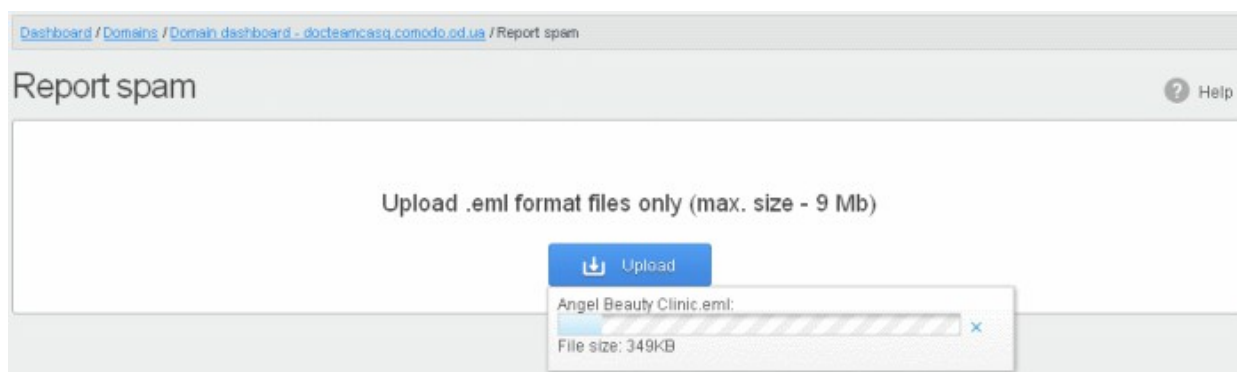 Dashboard / Domains / Domain dashboard - docteamcasg.comodo.od.ua / Report spam
Report spam
Help
Upload .eml format files only (max. size - 9 Mb)
Upload
Angel Beauty Clinic.eml:
×
File size: 349KB